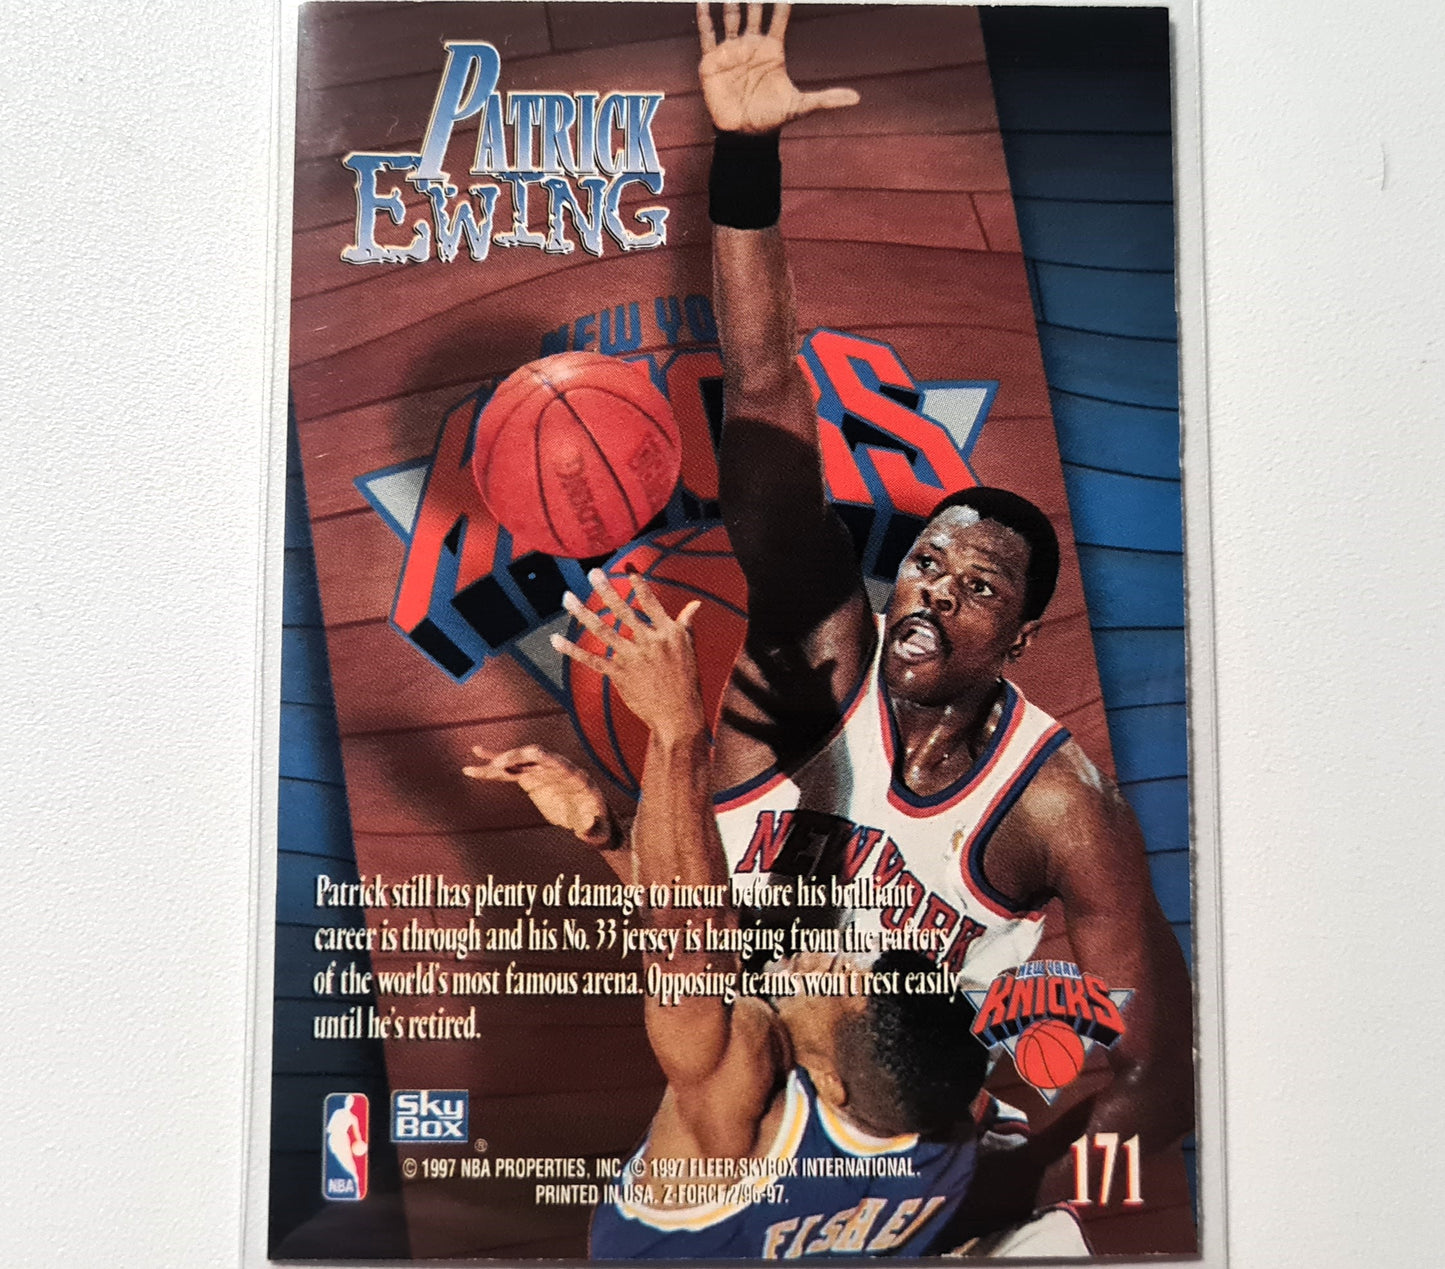 PATRICK
EWING
NEW YO
KNICKS
SPALDING
NEW YORK
Patrick still has plenty of damage to incur before his brilliant
career is through and his No. 33 jersey is hanging from the rafters
of the world's most famous arena. Opposing teams won't rest easily
until he's retired.
NEW YORK
KNICKS
NBA
Sky
BOX
®
© 1997 NBA PROPERTIES, INC. © 1997 FLEER/SKYBOX INTERNATIONAL.
PRINTED IN USA. Z-FORCE/2/96-97.
171
FISHER